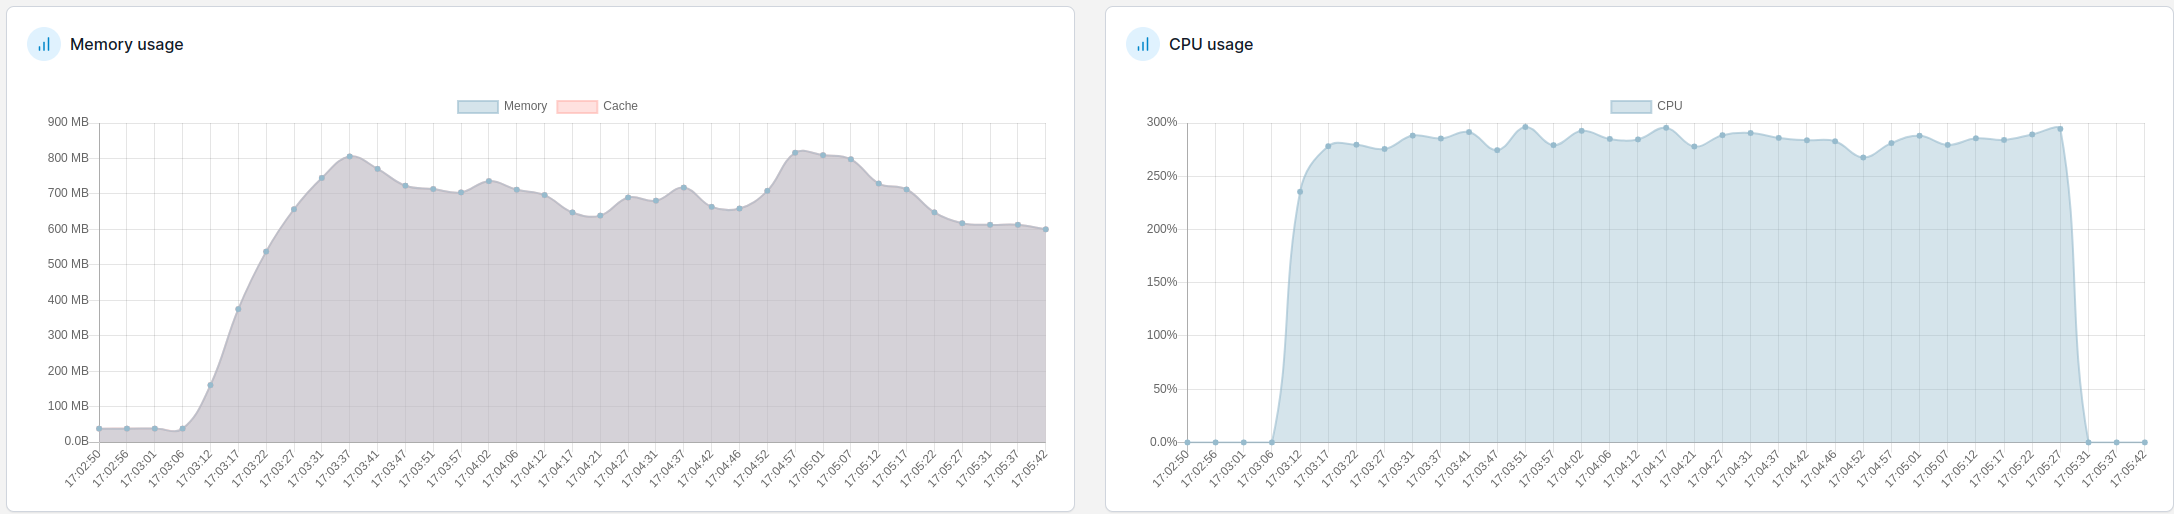 Memory usage
Memory Cache
900 MB
800 MB
700 MB
600 MB
500 MB
400 MB
300 MB
200 MB
100 MB
0.0B
17:02:50 17:02:56 17:03:01 17:03:06 17:03:12 17:03:17 17:03:22 17:03:27 17:03:31 17:03:37 17:03:41 17:03:47 17:03:51 17:03:57 17:04:02 17:04:06 17:04:12 17:04:17 17:04:21 17:04:27 17:04:31 17:04:37 17:04:42 17:04:46 17:04:52 17:04:57 17:05:01 17:05:07 17:05:12 17:05:17 17:05:22 17:05:27 17:05:31 17:05:37 17:05:42
CPU usage
CPU
300%
250%
200%
150%
100%
50%
0.0%
17:02:50 17:02:56 17:03:01 17:03:06 17:03:12 17:03:17 17:03:22 17:03:27 17:03:31 17:03:37 17:03:41 17:03:47 17:03:51 17:03:57 17:04:02 17:04:06 17:04:12 17:04:17 17:04:21 17:04:27 17:04:31 17:04:37 17:04:42 17:04:46 17:04:52 17:04:57 17:05:01 17:05:07 17:05:12 17:05:17 17:05:22 17:05:27 17:05:31 17:05:37 17:05:42